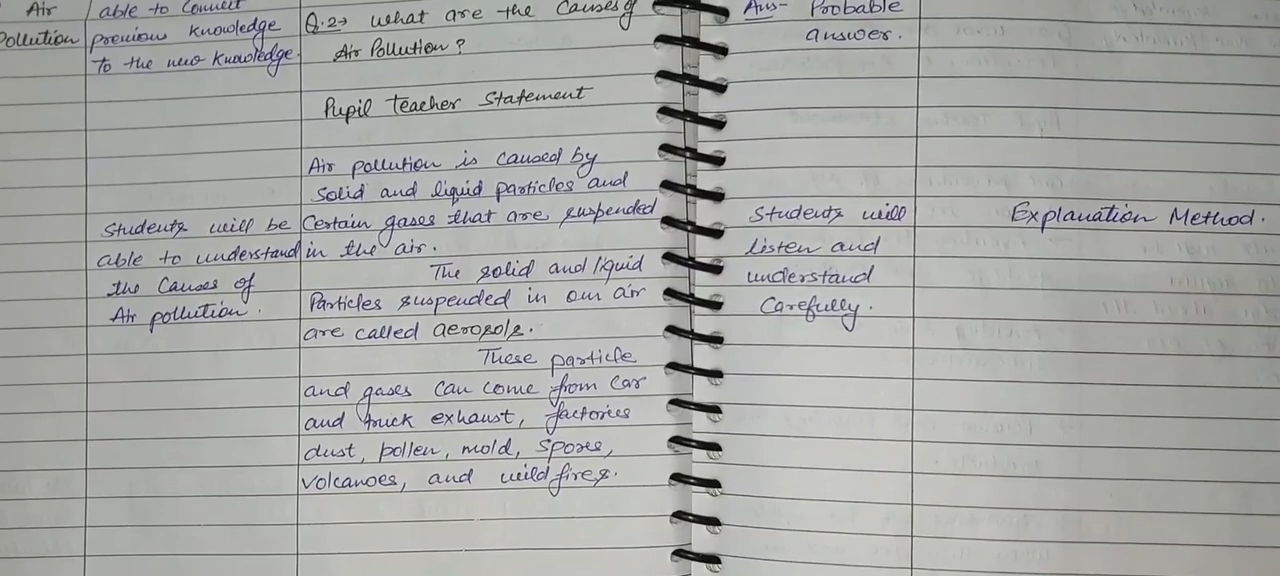 Air
Pollution
able to connect
previous knowledge
to the new knowledge.
Q.2→ What are the Causes of
Air Pollution?
Ans- Probable
answer.
Pupil teacher Statement
Students will be
able to understand
the Causes of
Air pollution.
Air pollution is caused by
Solid and liquid particles and
Certain gases that are suspended
in the air.
The solid and liquid
Particles suspended in our air
are called aerosols.
These particle
and gases can come from car
and truck exhaust, factories
dust, pollen, mold, spores,
volcanoes, and wildfires.
Students will
listen and
understand
Carefully.
Explanation Method.